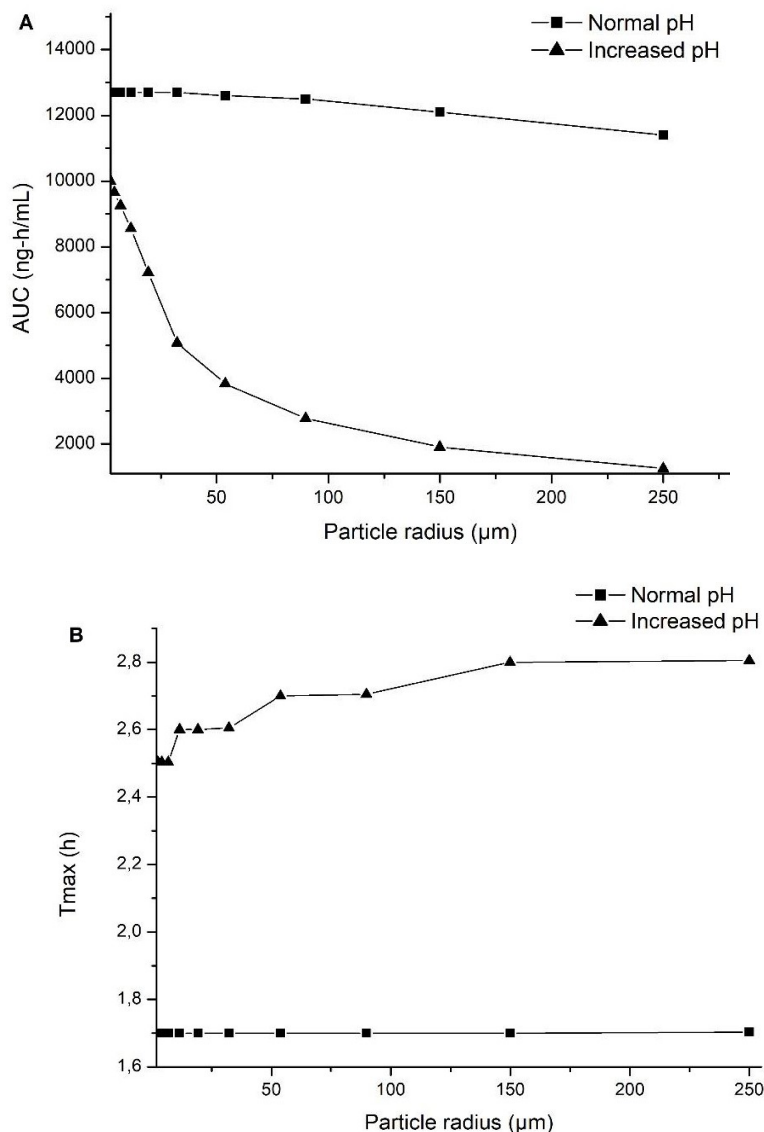 A
Normal pH
Increased pH
14000
12000
10000
8000
6000
4000
2000
AUC (ng-h/mL)
50 100 150 200 250
Particle radius (µm)
B
Normal pH
Increased pH
2,8
2,6
2,4
2,2
2,0
1,8
1,6
Tmax (h)
50 100 150 200 250
Particle radius (µm)